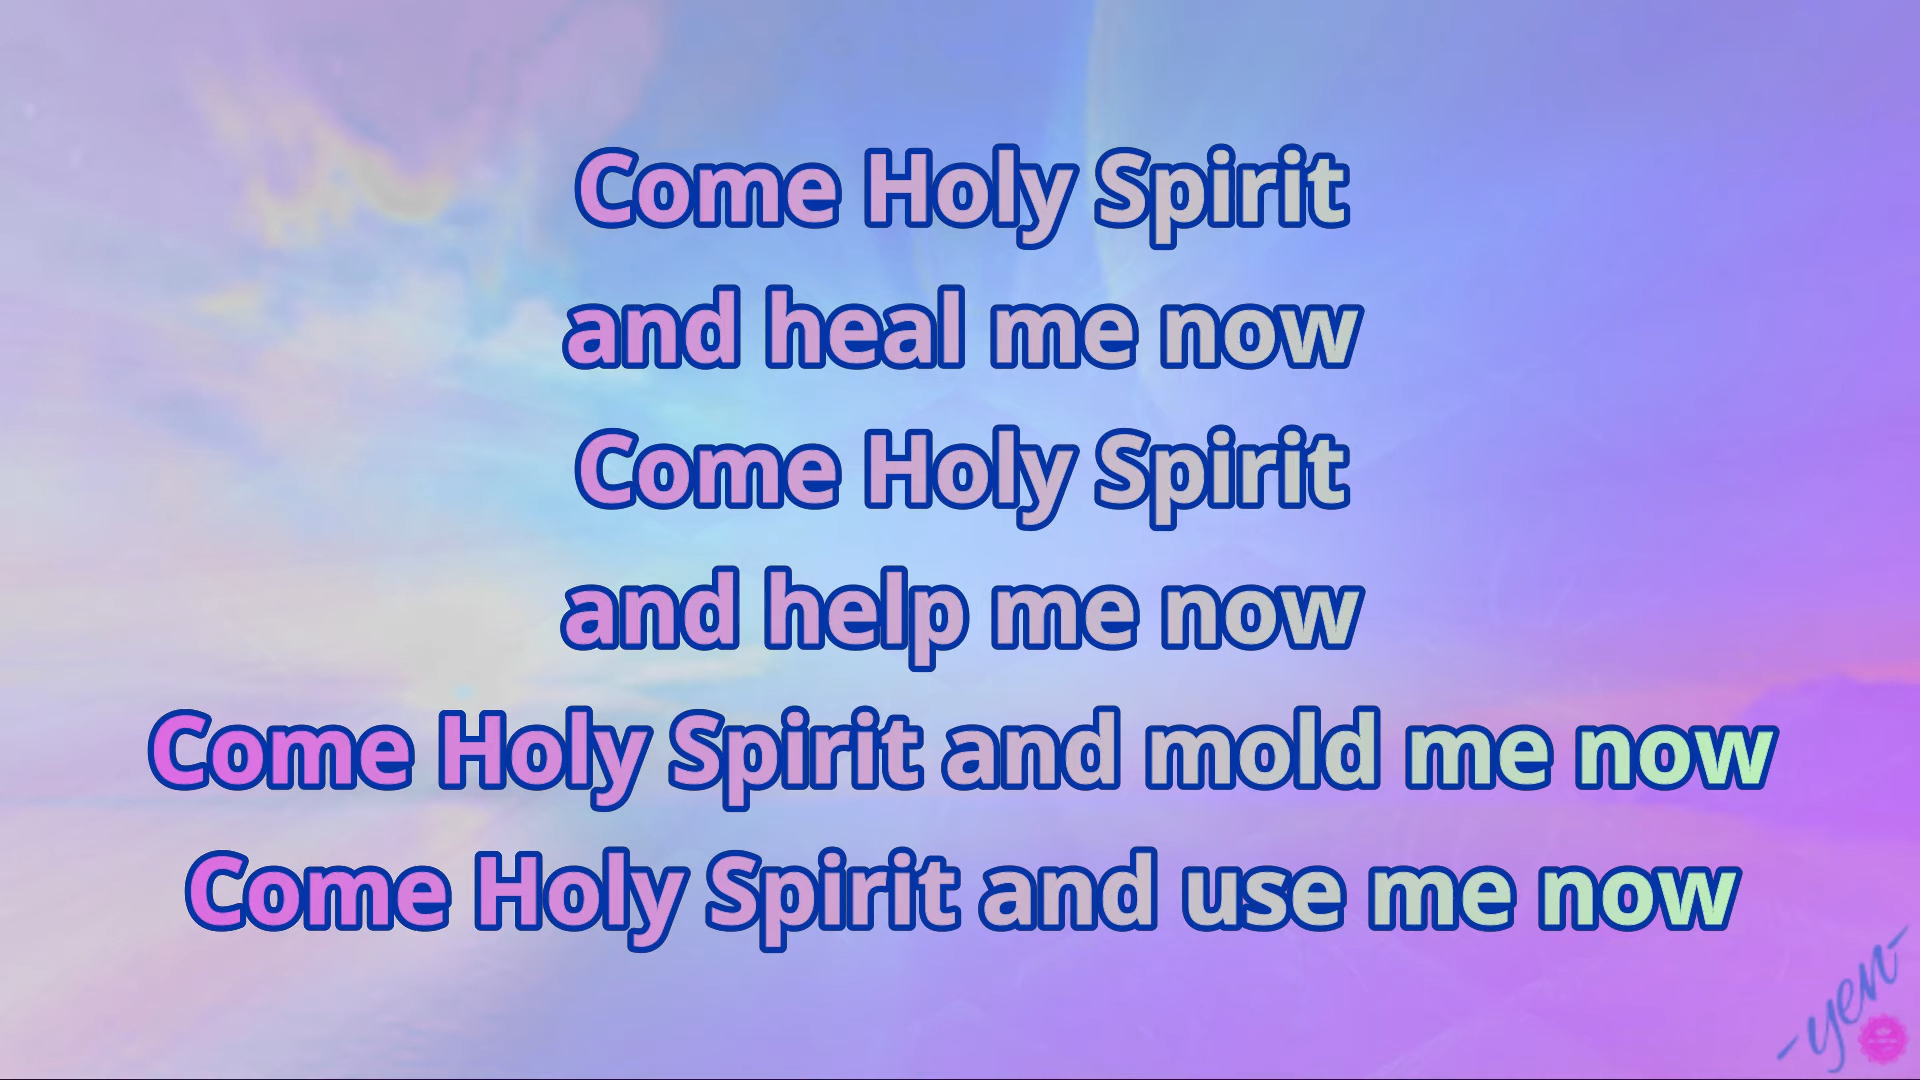 Come Holy Spirit
and heal me now
Come Holy Spirit
and help me now
Come Holy Spirit and mold me now
Come Holy Spirit and use me now
-yen-